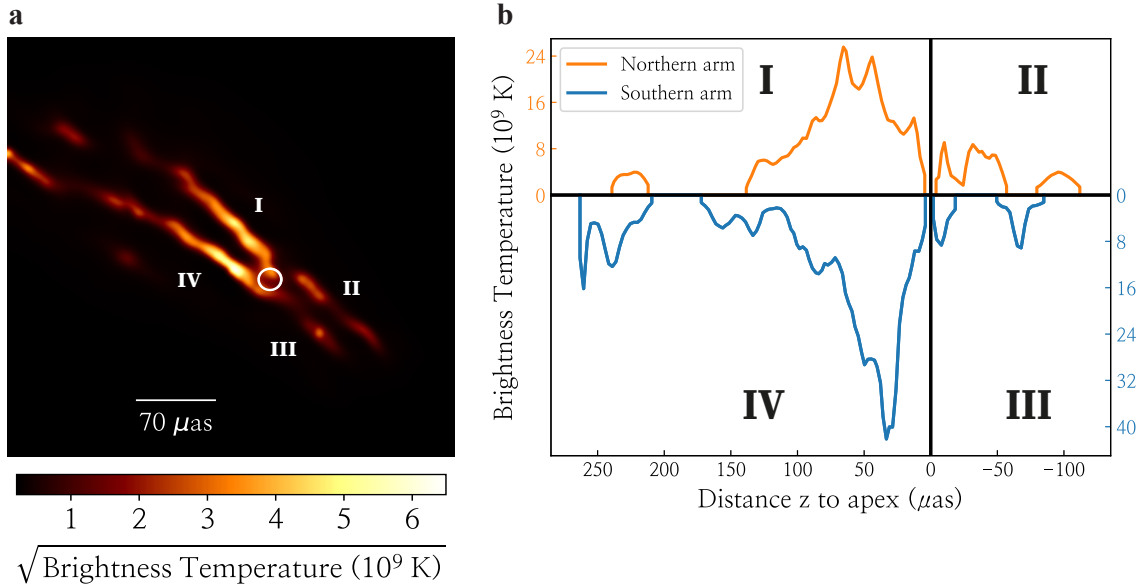 a
I
IV
II
III
70 μas
1 2 3 4 5 6
√Brightness Temperature (10⁹ K)
b
Northern arm
Southern arm
I
II
IV
III
Brightness Temperature (10⁹ K)
24
16
8
0
0
8
16
24
32
40
250 200 150 100 50 0 −50 −100
Distance z to apex (μas)